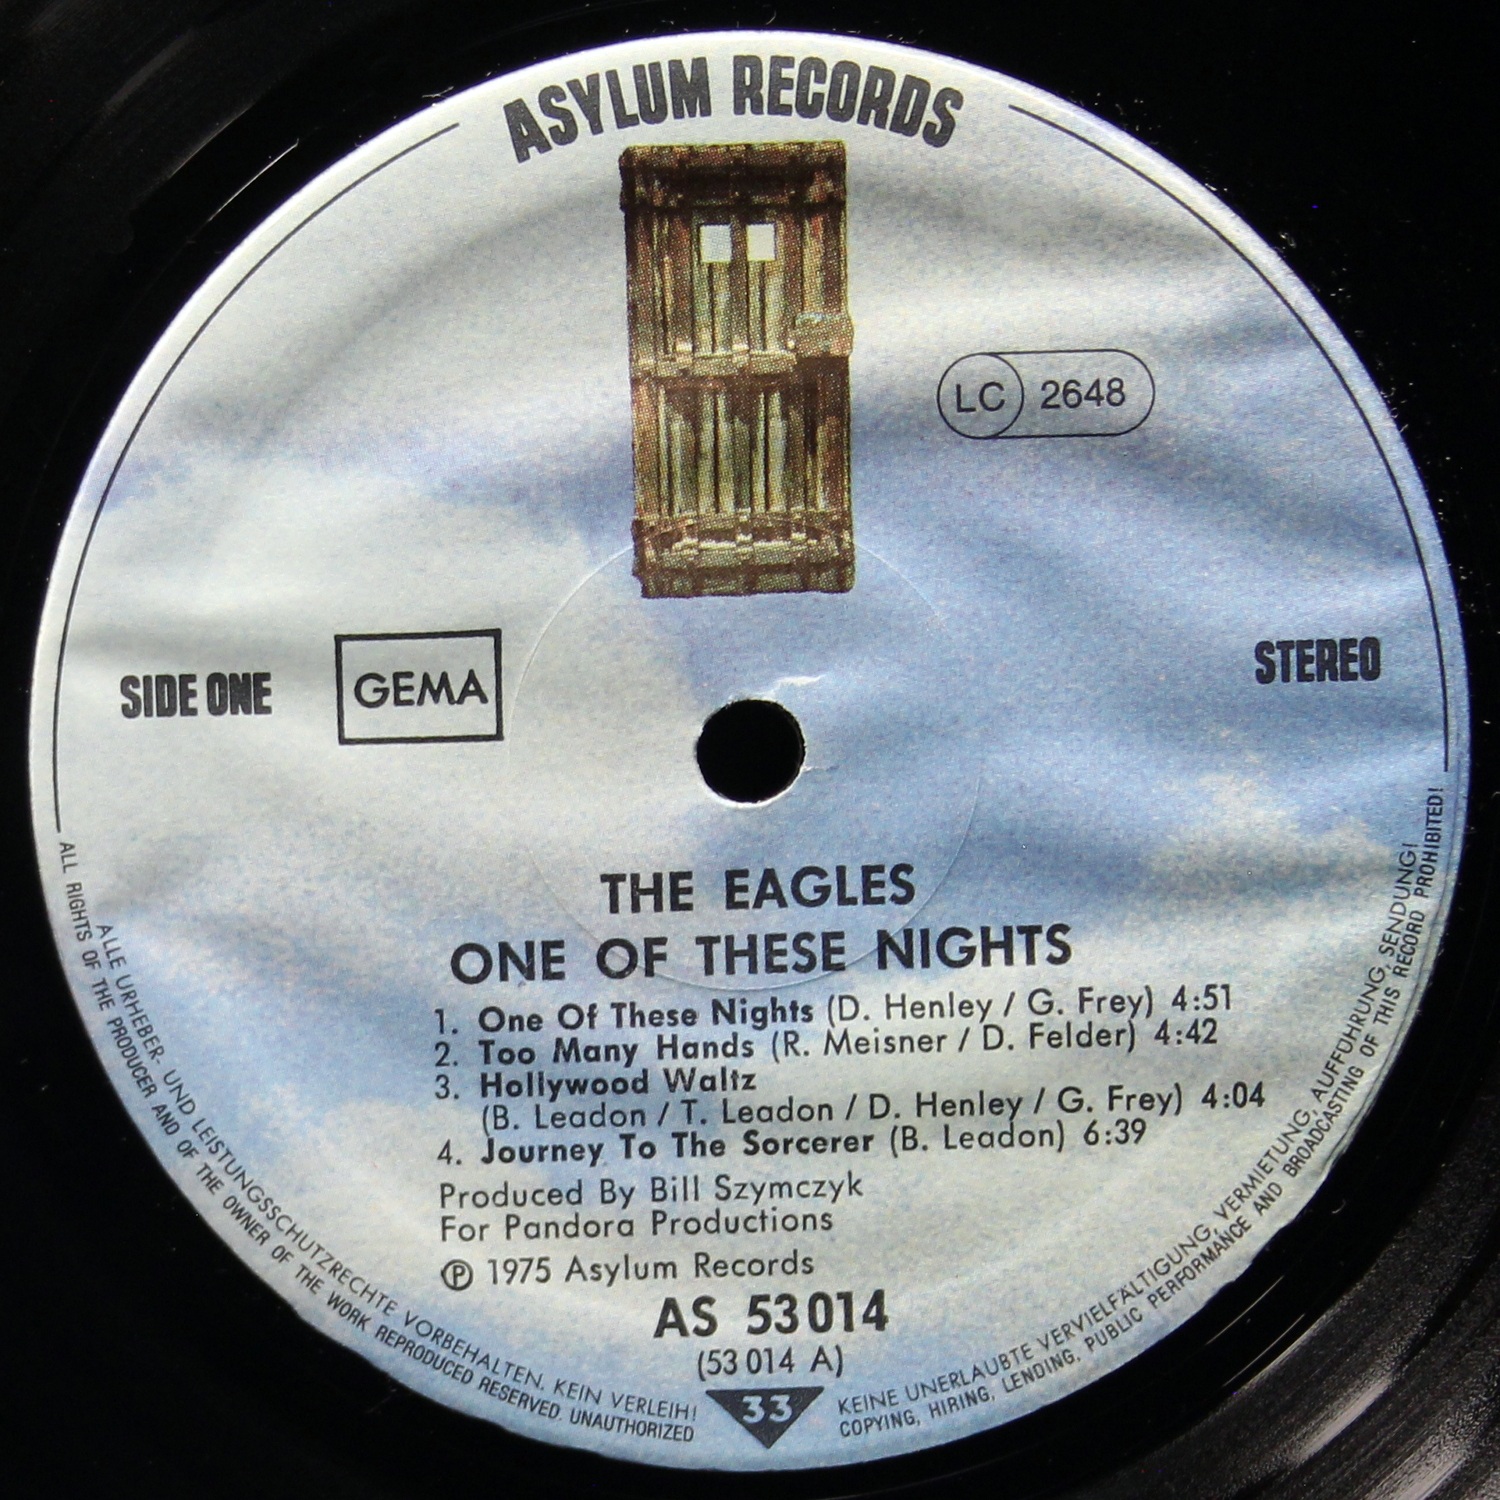 ASYLUM RECORDS
LC 2648
SIDE ONE
GEMA
STEREO
THE EAGLES
ONE OF THESE NIGHTS
1. One Of These Nights (D. Henley / G. Frey) 4:51
2. Too Many Hands (R. Meisner / D. Felder) 4:42
3. Hollywood Waltz
(B. Leadon / T. Leadon / D. Henley / G. Frey) 4:04
4. Journey To The Sorcerer (B. Leadon) 6:39
Produced By Bill Szymczyk
For Pandora Productions
Ⓟ 1975 Asylum Records
AS 53014
(53 014 A)
33
ALLE URHEBER- UND LEISTUNGSSCHUTZRECHTE VORBEHALTEN. KEIN VERLEIH! KEINE UNERLAUBTE VERVIELFÄLTIGUNG, VERMIETUNG, AUFFÜHRUNG, SENDUNG!
ALL RIGHTS OF THE PRODUCER AND OF THE OWNER OF THE WORK REPRODUCED RESERVED. UNAUTHORIZED COPYING, HIRING, LENDING, PUBLIC PERFORMANCE AND BROADCASTING OF THIS RECORD PROHIBITED!